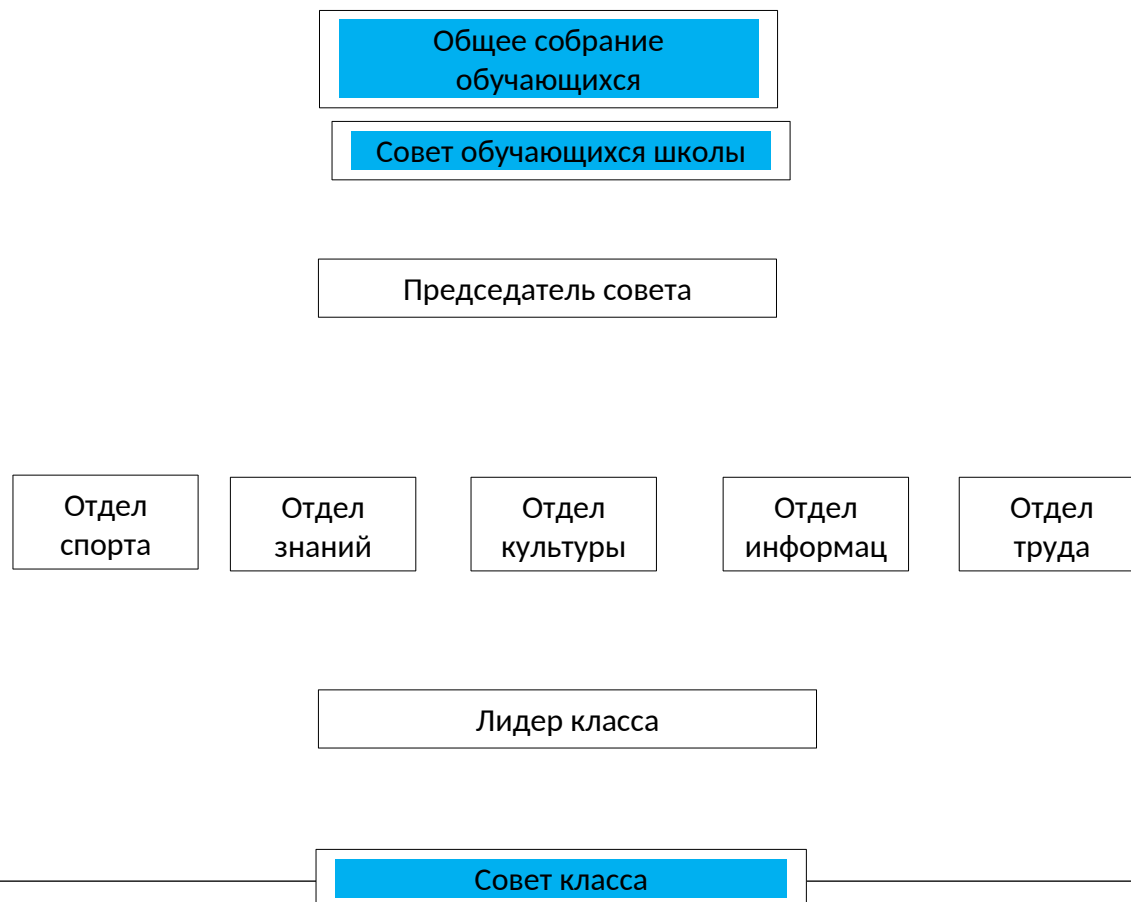 Общее собрание
обучающихся
Совет обучающихся школы
Председатель совета
Отдел
спорта
Отдел
знаний
Отдел
культуры
Отдел
информац
Отдел
труда
Лидер класса
Совет класса